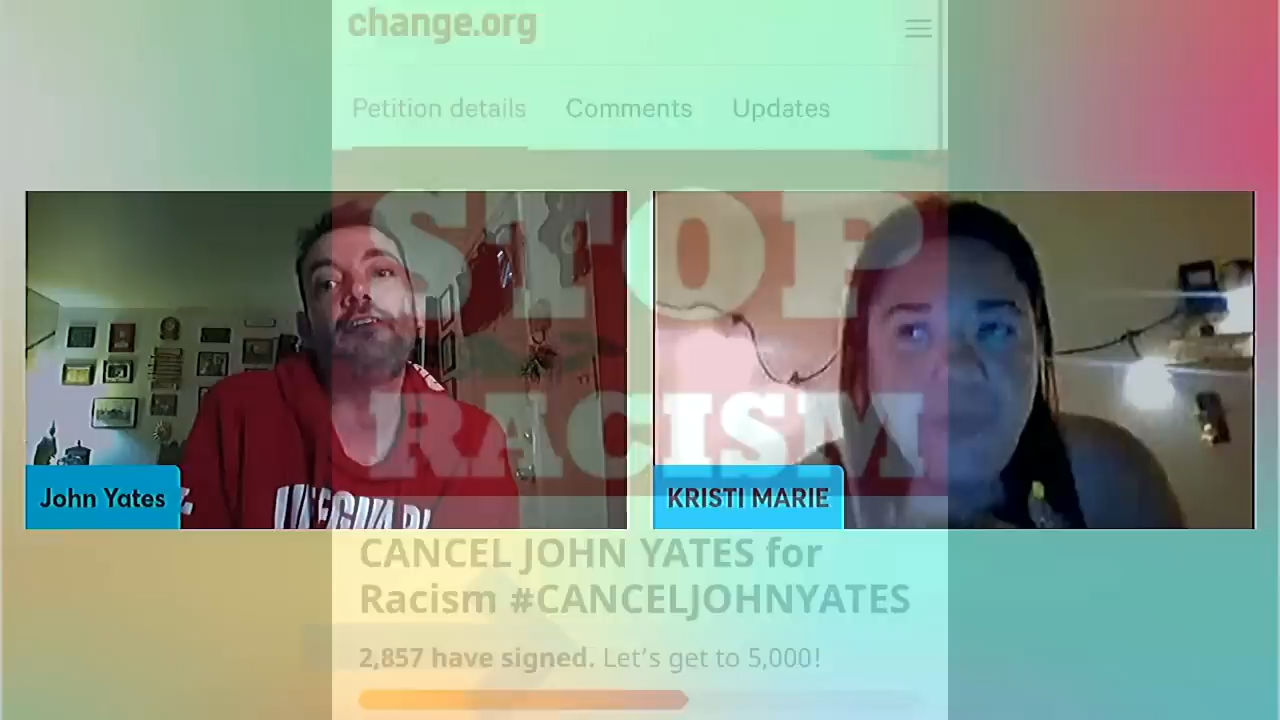 change.org
Petition details Comments Updates
STOP
RACISM
John Yates
KRISTI MARIE
CANCEL JOHN YATES for
Racism #CANCELJOHNYATES
2,857 have signed. Let's get to 5,000!